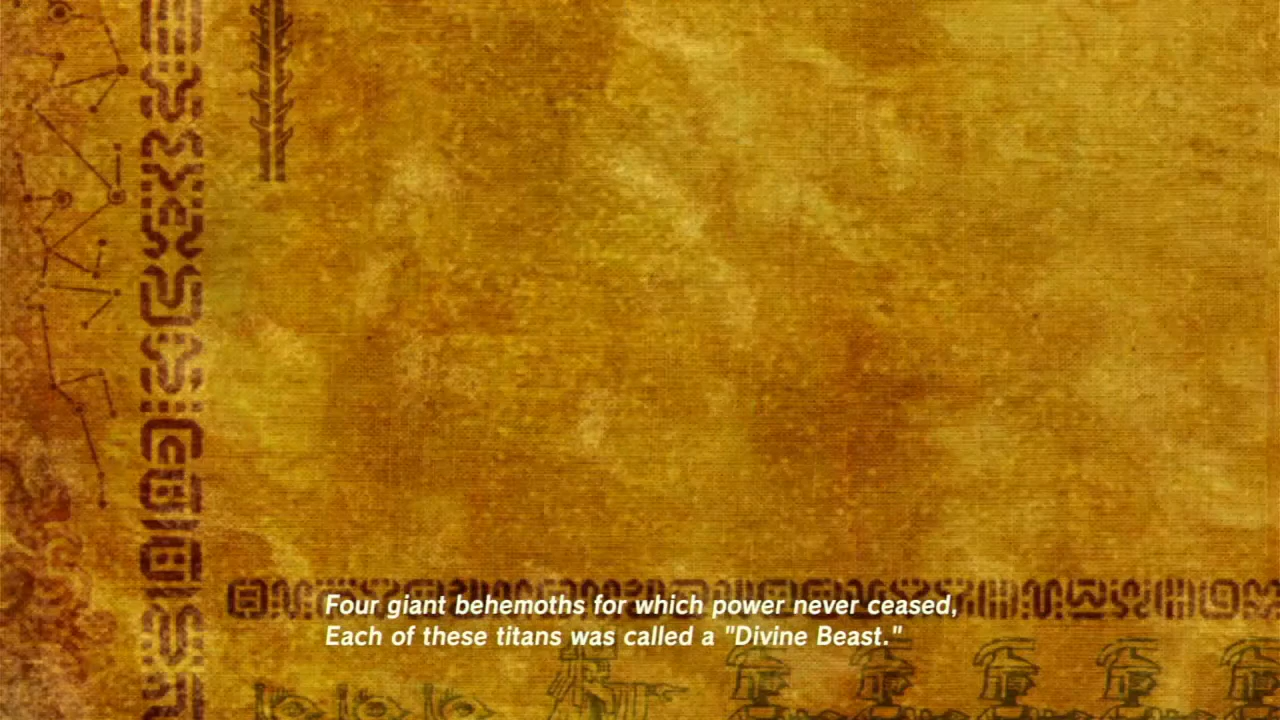 Four giant behemoths for which power never ceased,
Each of these titans was called a "Divine Beast."